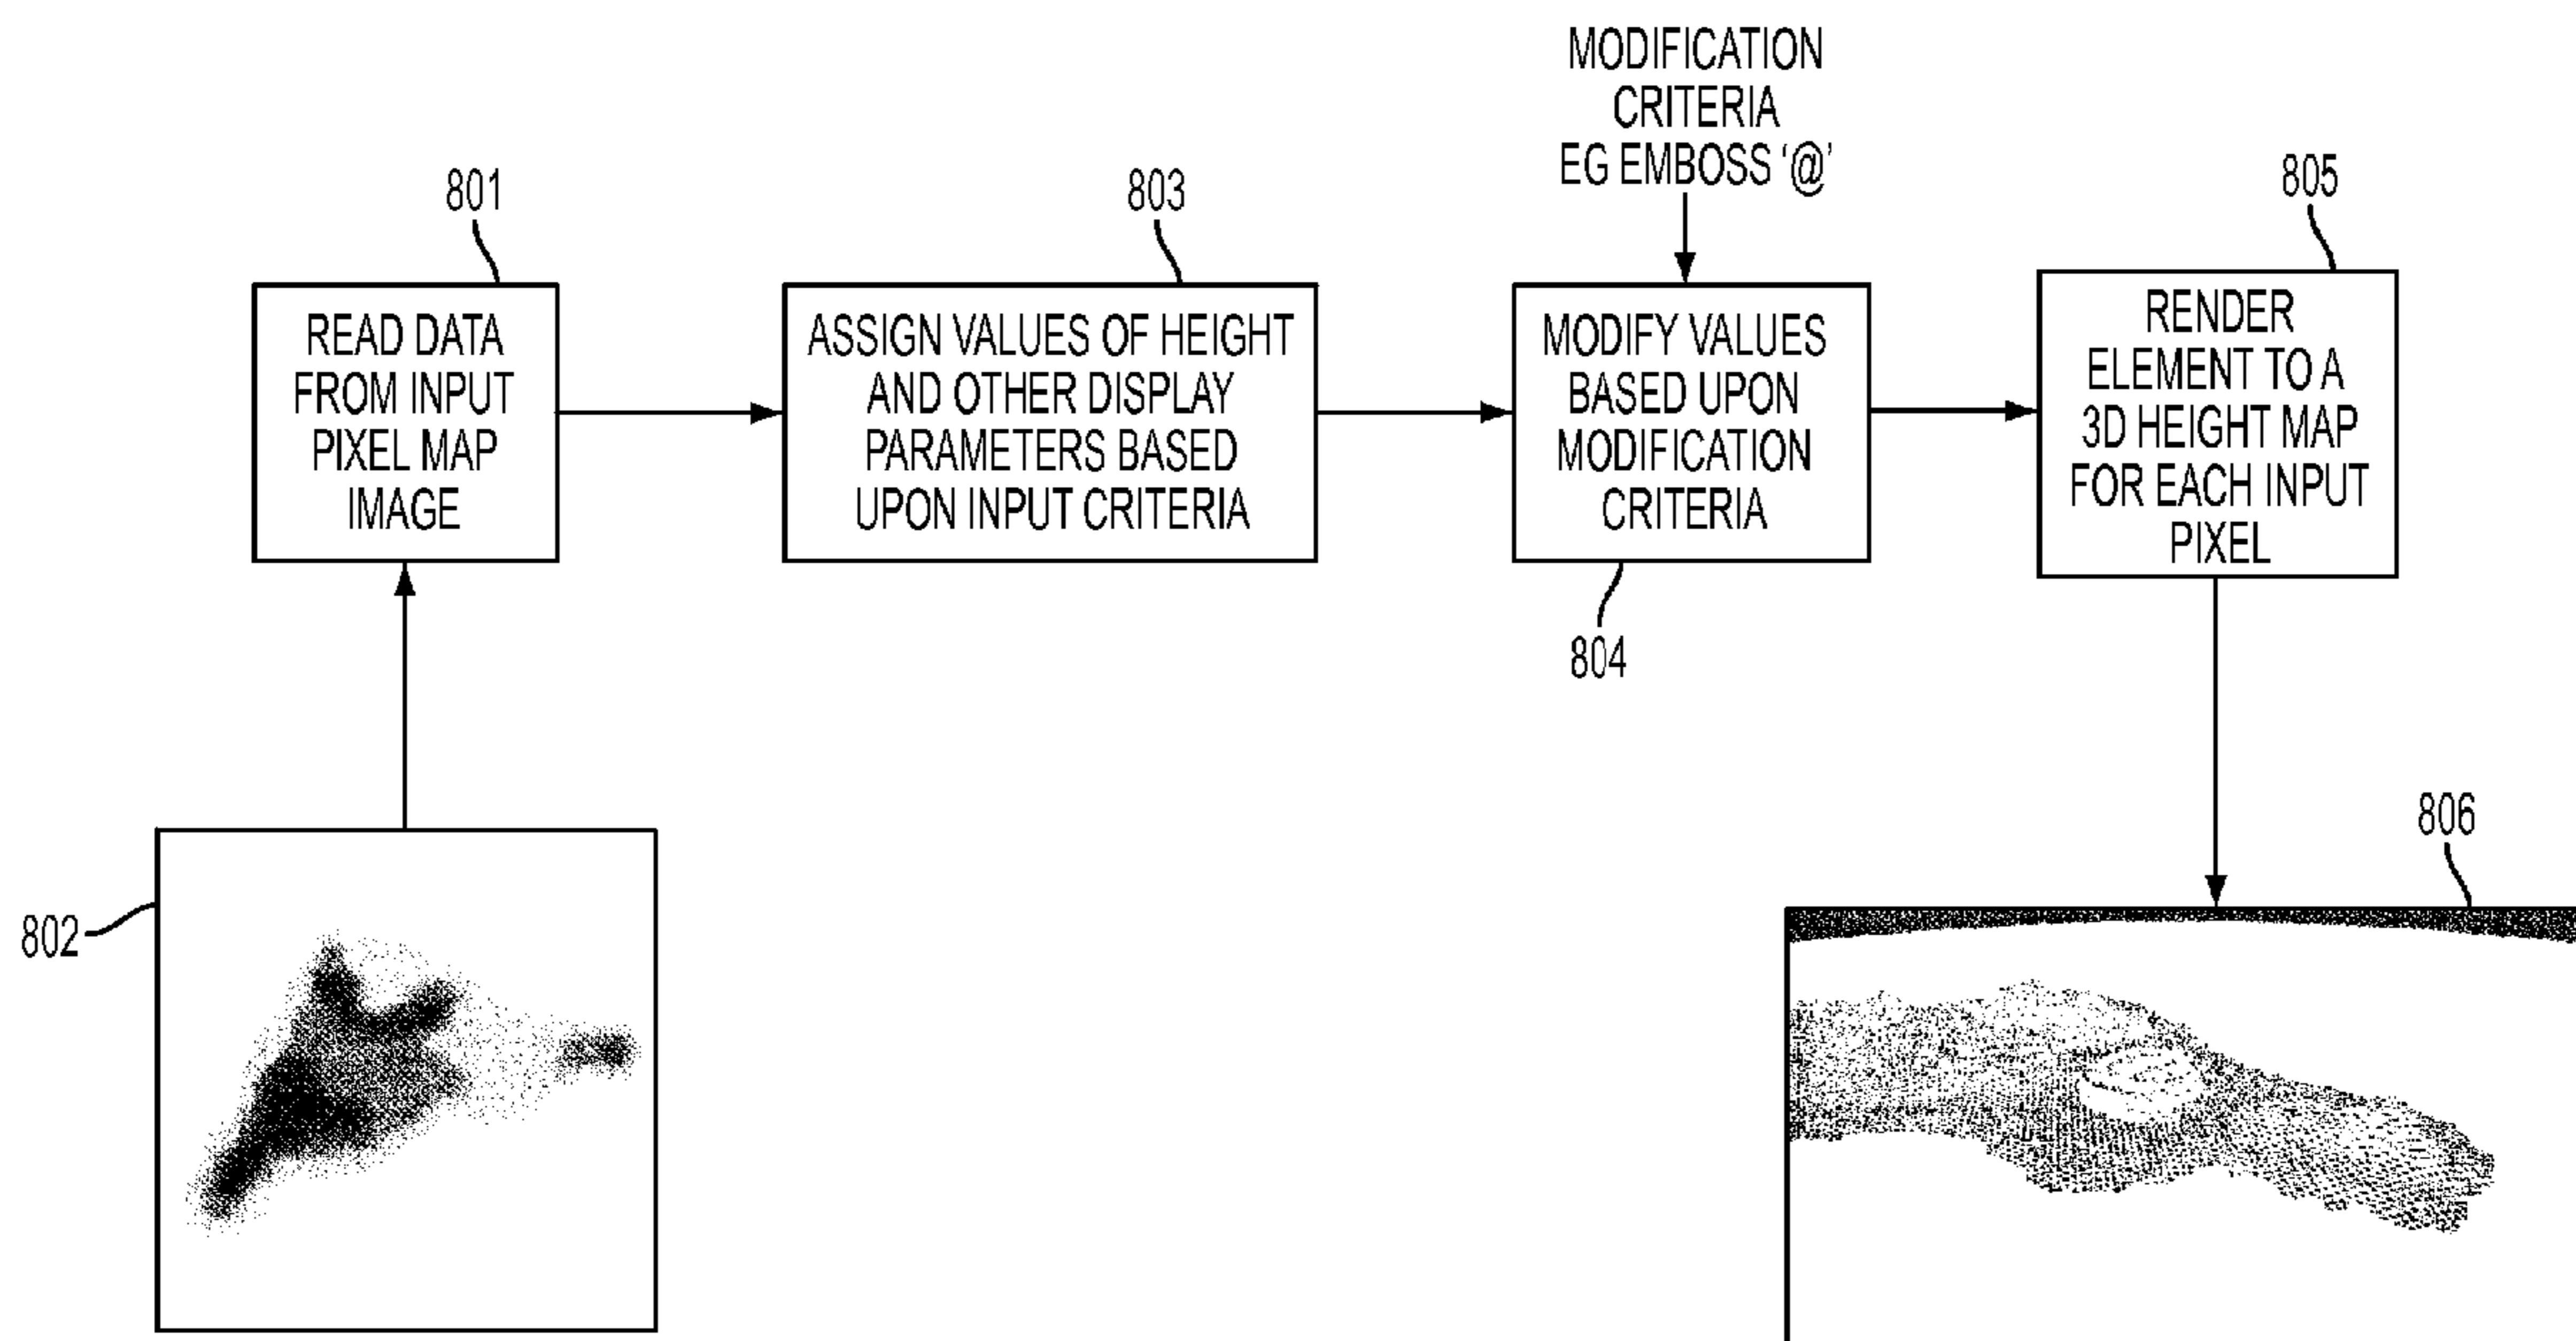 MODIFICATION
CRITERIA
EG EMBOSS '@'
801
803
805
READ DATA
FROM INPUT
PIXEL MAP
IMAGE
ASSIGN VALUES OF HEIGHT
AND OTHER DISPLAY
PARAMETERS BASED
UPON INPUT CRITERIA
MODIFY VALUES
BASED UPON
MODIFICATION
CRITERIA
RENDER
ELEMENT TO A
3D HEIGHT MAP
FOR EACH INPUT
PIXEL
804
802
806